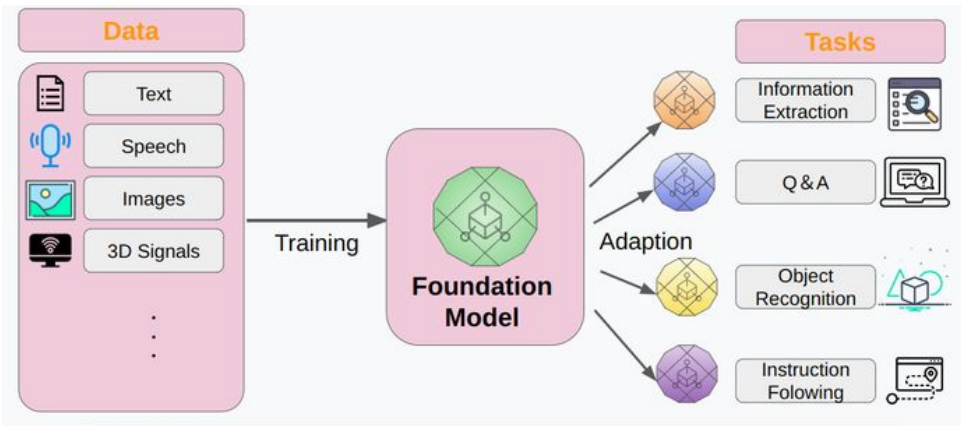 Data
Tasks
Text
Speech
Images
3D Signals
Training
Foundation
Model
Adaption
Information
Extraction
Q & A
Object
Recognition
Instruction
Folowing